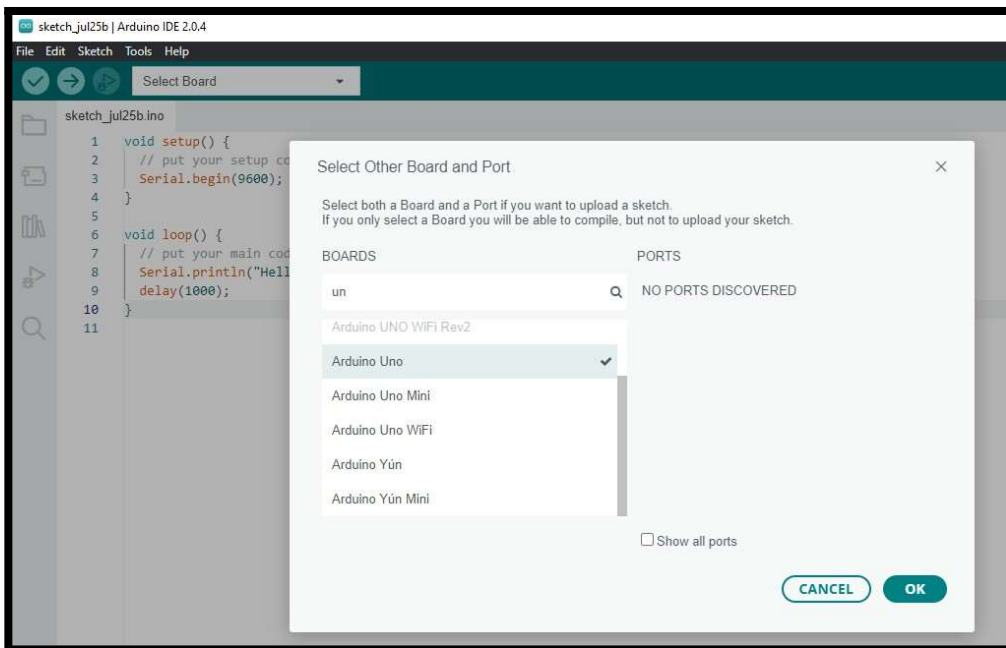 sketch_jul25b | Arduino IDE 2.0.4
File Edit Sketch Tools Help
Select Board
sketch_jul25b.ino
1 void setup() {
2 // put your setup co
3 Serial.begin(9600);
4 }
5
6 void loop() {
7 // put your main cod
8 Serial.println("Hell
9 delay(1000);
10 }
11
Select Other Board and Port
Select both a Board and a Port if you want to upload a sketch.
If you only select a Board you will be able to compile, but not to upload your sketch.
BOARDS
un
Arduino UNO WiFi Rev2
Arduino Uno
Arduino Uno Mini
Arduino Uno WiFi
Arduino Yún
Arduino Yún Mini
PORTS
NO PORTS DISCOVERED
Show all ports
CANCEL OK